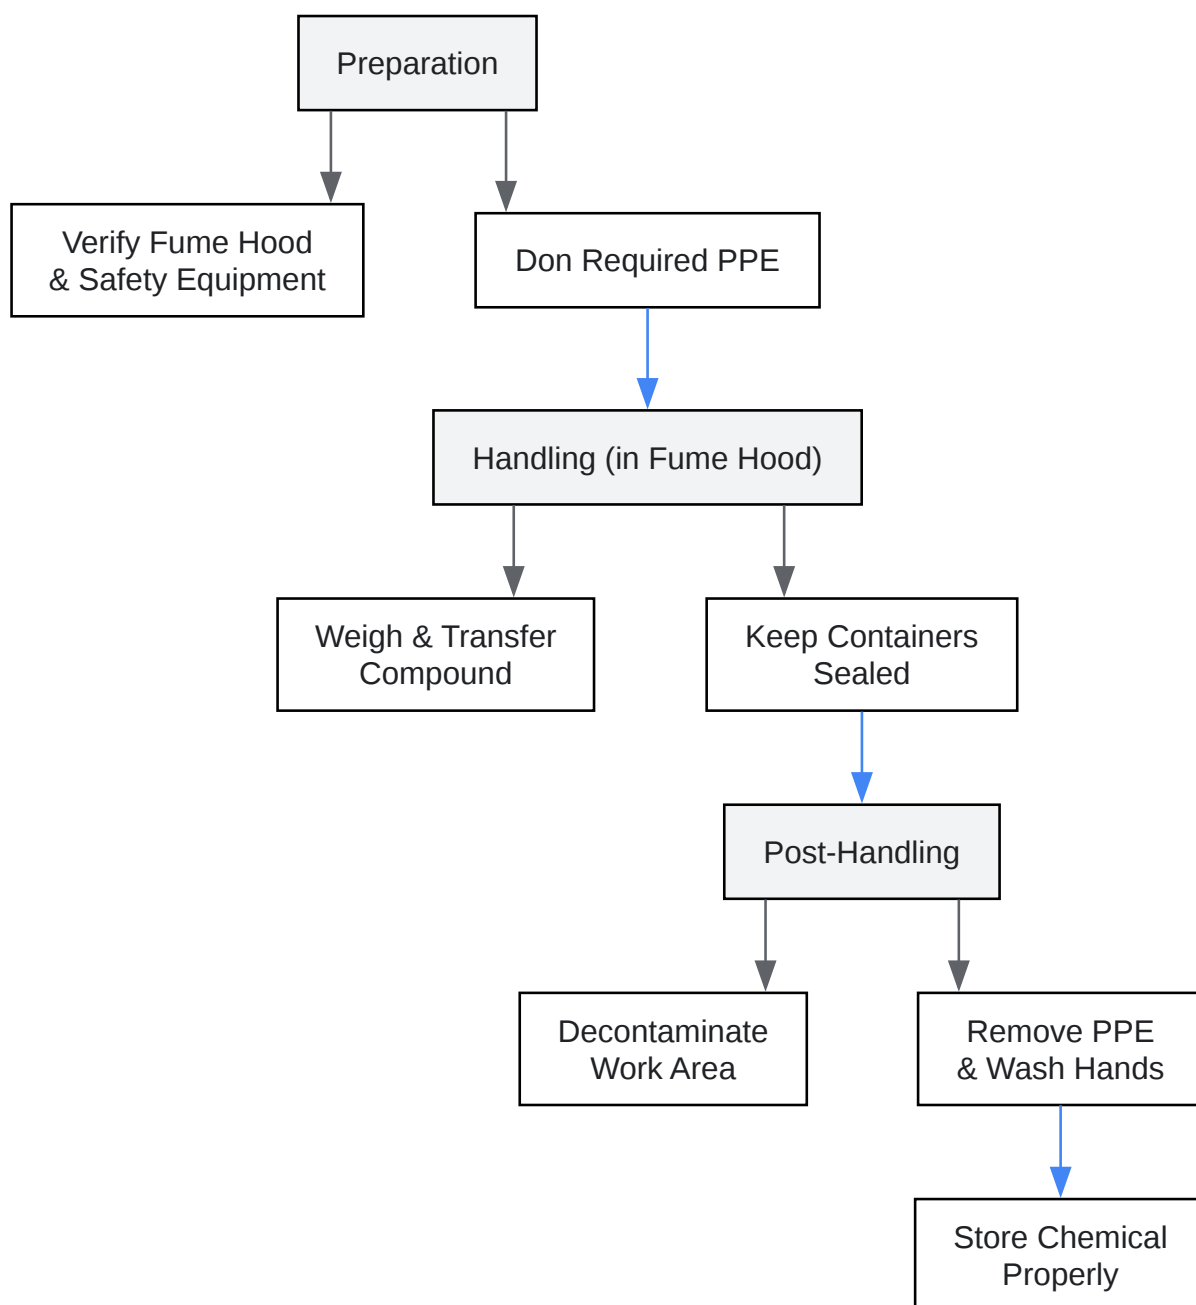 Preparation
Verify Fume Hood
& Safety Equipment
Don Required PPE
Handling (in Fume Hood)
Weigh & Transfer
Compound
Keep Containers
Sealed
Post-Handling
Decontaminate
Work Area
Remove PPE
& Wash Hands
Store Chemical
Properly